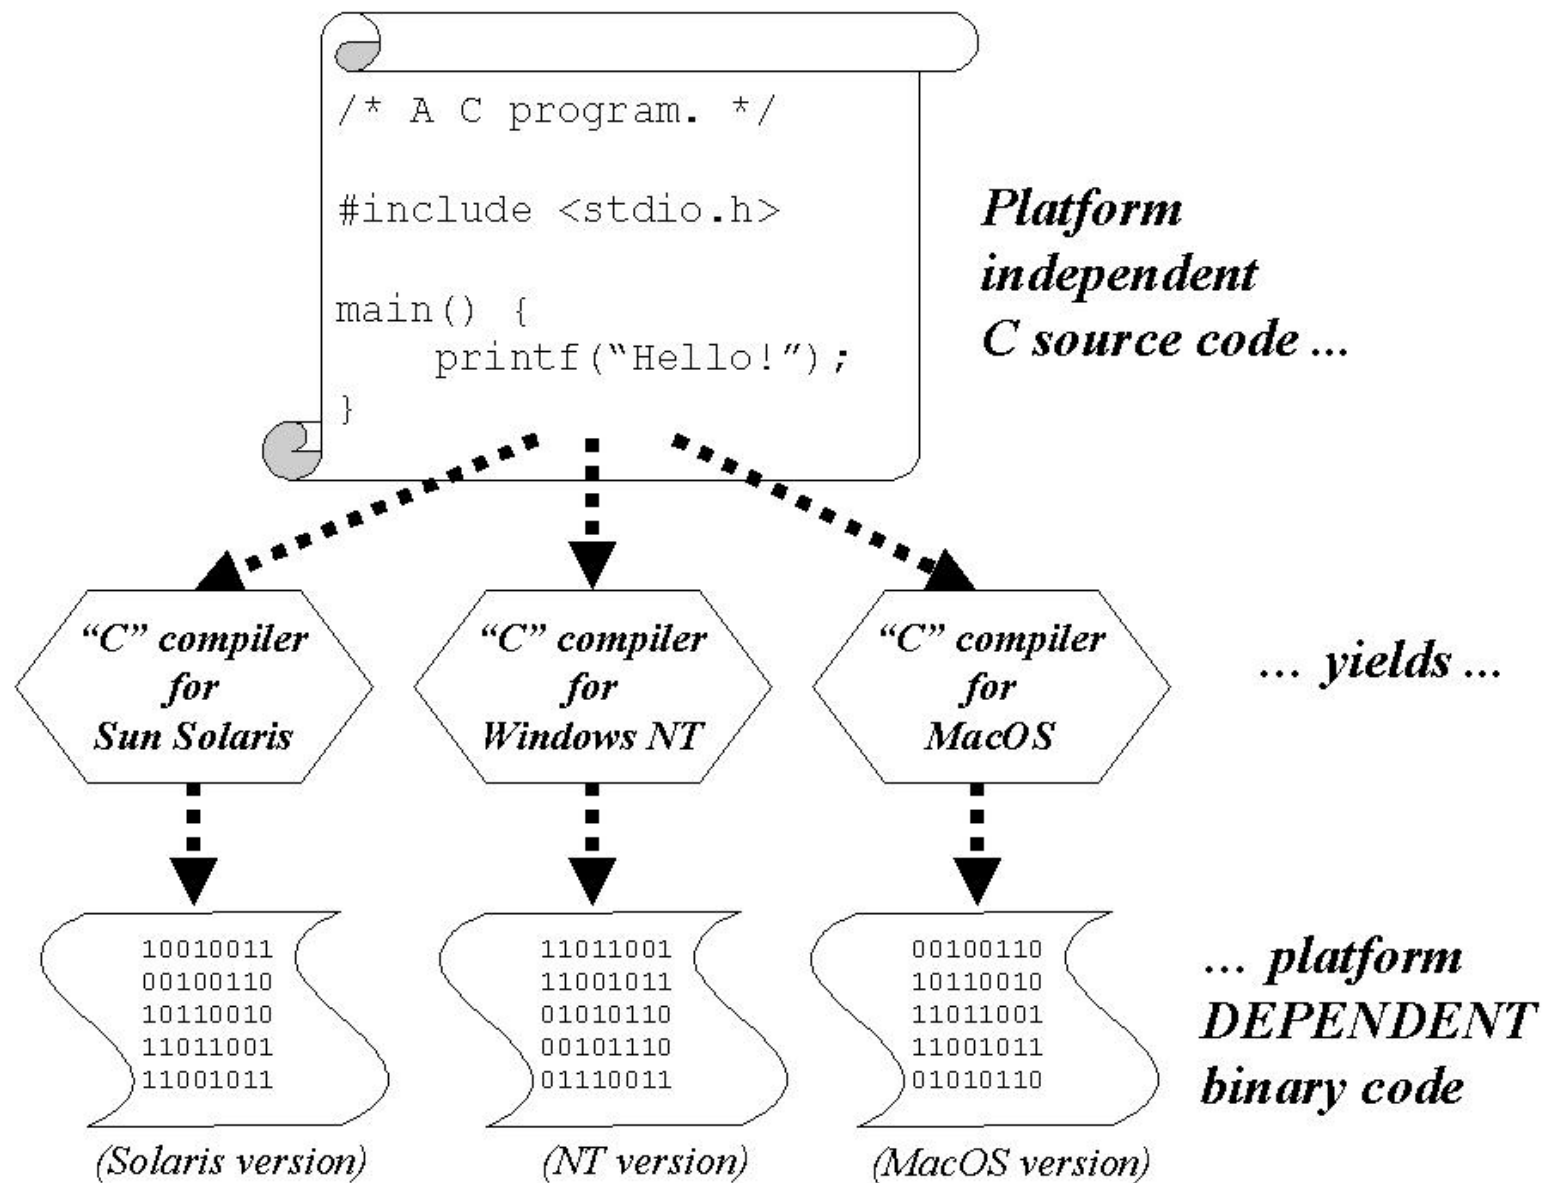 /* A C program. */
#include <stdio.h>
main() {
printf(“Hello!”);
}
Platform
independent
C source code ...
“C” compiler
for
Sun Solaris
“C” compiler
for
Windows NT
“C” compiler
for
MacOS
... yields ...
10010011
00100110
10110010
11011001
11001011
(Solaris version)
11011001
11001011
01010110
00101110
01110011
(NT version)
00100110
10110010
11011001
11001011
01010110
(MacOS version)
... platform
DEPENDENT
binary code